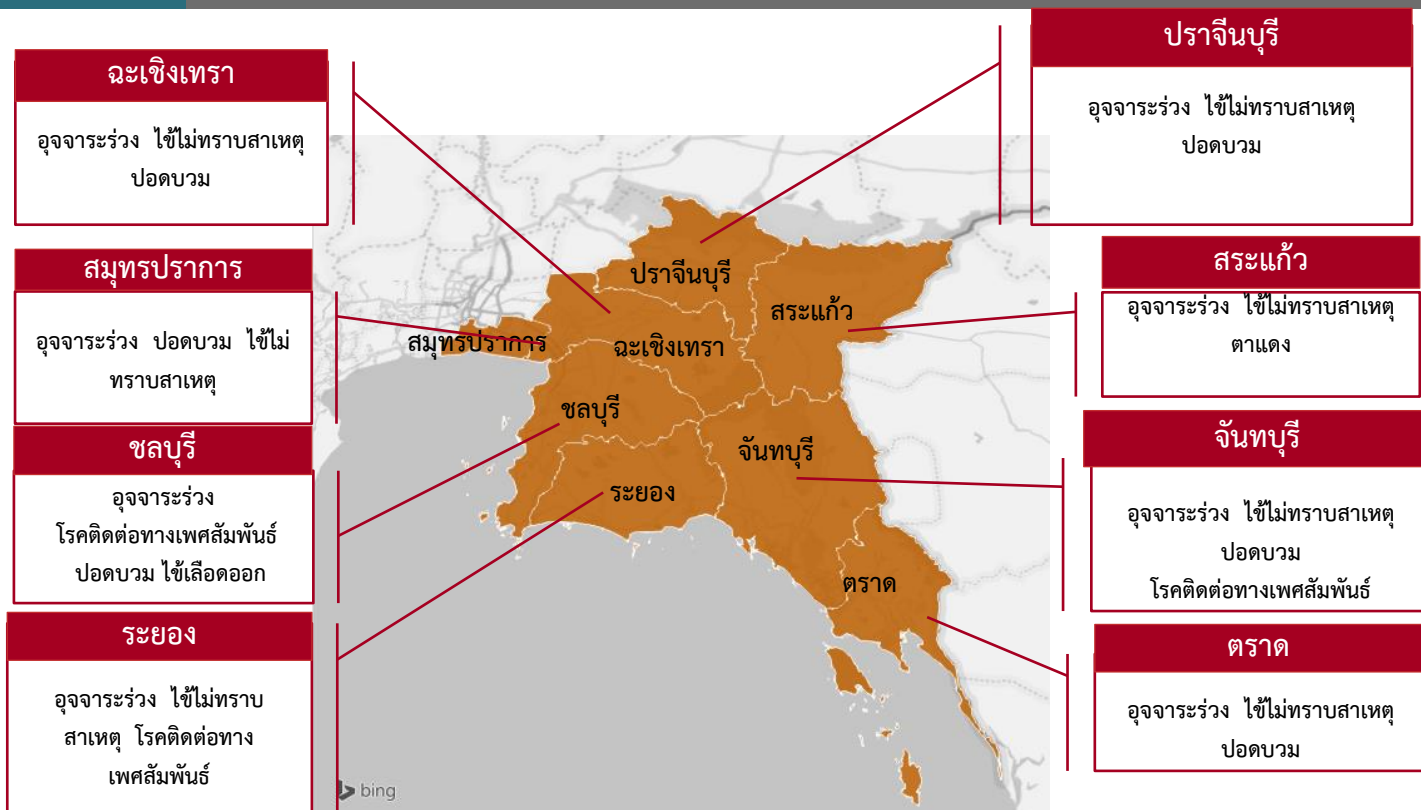 ฉะเชิงเทรา
อุจจาระร่วง ไข้ไม่ทราบสาเหตุ
ปอดบวม
สมุทรปราการ
อุจจาระร่วง ปอดบวม ไข้ไม่
ทราบสาเหตุ
ชลบุรี
อุจจาระร่วง
โรคติดต่อทางเพศสัมพันธ์
ปอดบวม ไข้เลือดออก
ระยอง
อุจจาระร่วง ไข้ไม่ทราบ
สาเหตุ โรคติดต่อทาง
เพศสัมพันธ์
ปราจีนบุรี
สระแก้ว
สมุทรปราการ
ฉะเชิงเทรา
ชลบุรี
จันทบุรี
ระยอง
ตราด
bing
ปราจีนบุรี
อุจจาระร่วง ไข้ไม่ทราบสาเหตุ
ปอดบวม
สระแก้ว
อุจจาระร่วง ไข้ไม่ทราบสาเหตุ
ตาแดง
จันทบุรี
อุจจาระร่วง ไข้ไม่ทราบสาเหตุ
ปอดบวม
โรคติดต่อทางเพศสัมพันธ์
ตราด
อุจจาระร่วง ไข้ไม่ทราบสาเหตุ
ปอดบวม